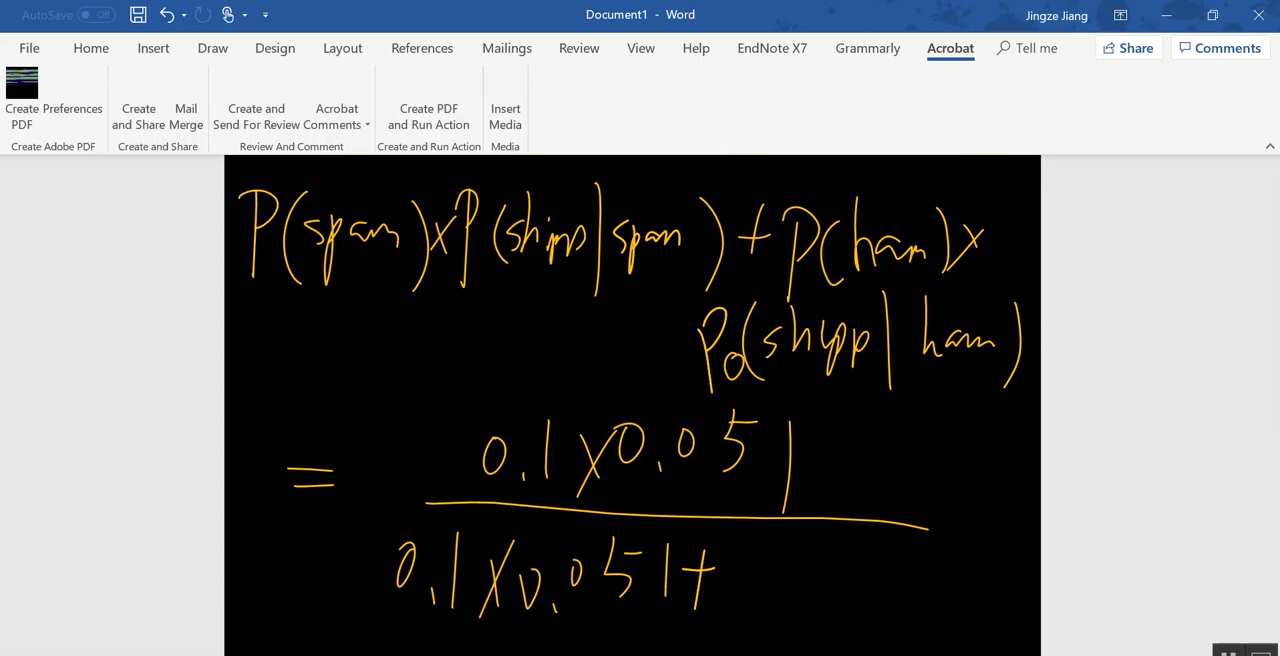 AutoSave Off Document1 - Word Jingze Jiang
File Home Insert Draw Design Layout References Mailings Review View Help EndNote X7 Grammarly Acrobat Tell me Share Comments
Create Preferences Create Mail Create and Acrobat Create PDF Insert
PDF and Share Merge Send For Review Comments and Run Action Media
Create Adobe PDF Create and Share Review And Comment Create and Run Action Media
P(spam)×P(shipp|spam)+P(ham)×
P(shypp|ham)
= 0.1×0.051
0.1×0.051+